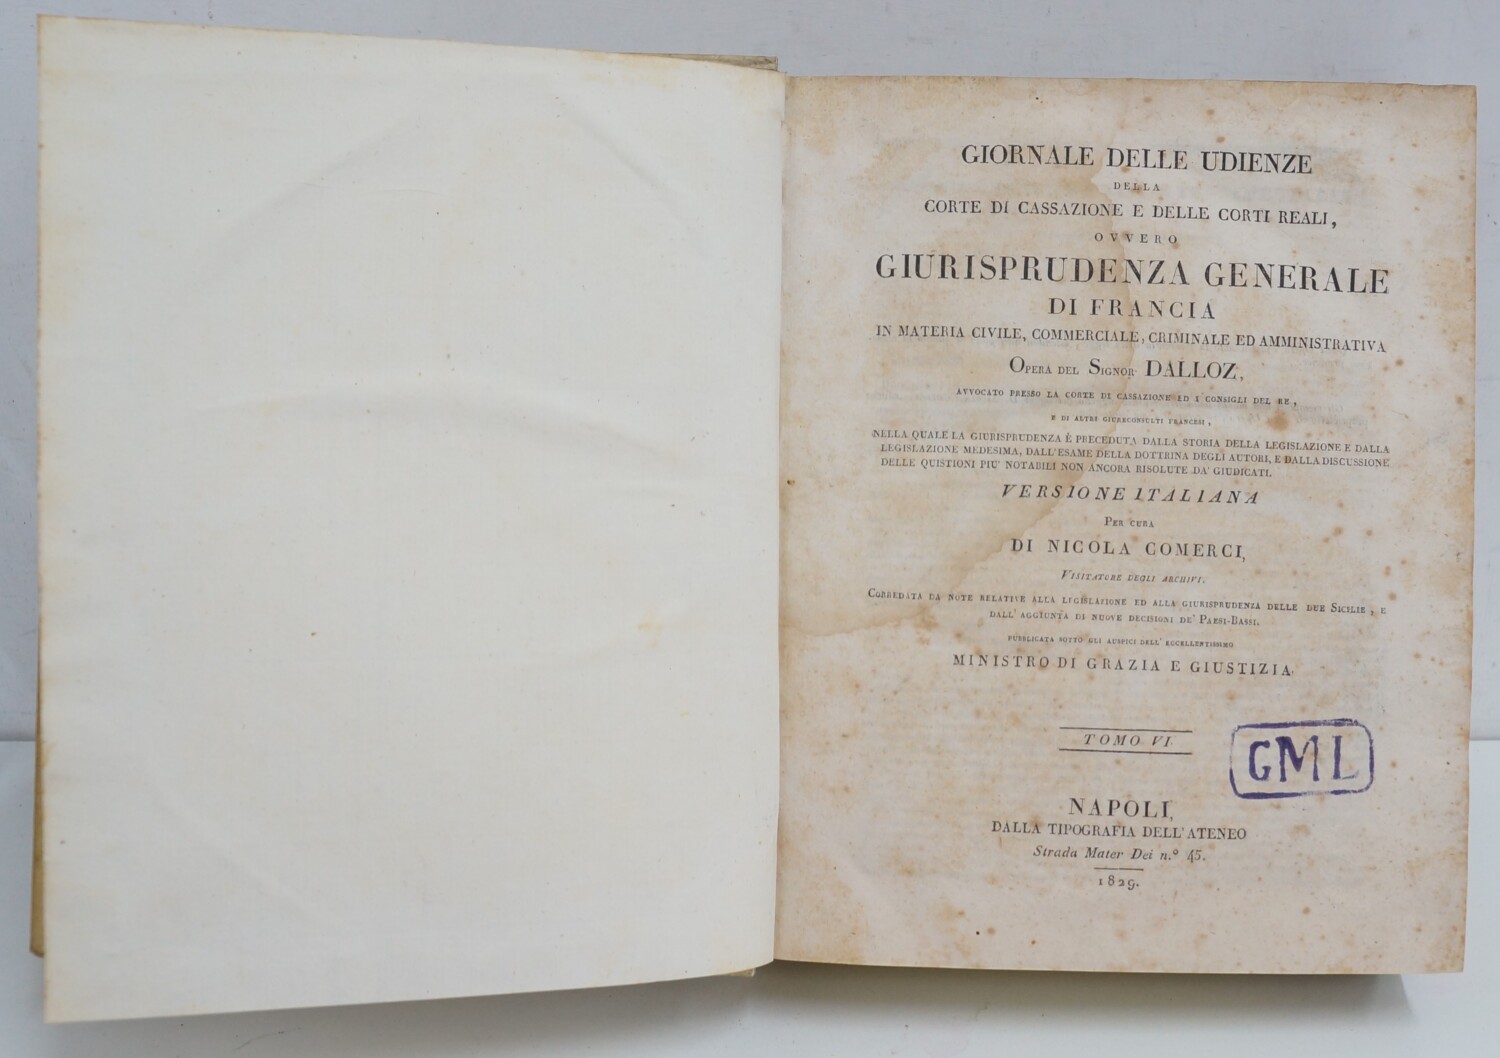 GIORNALE DELLE UDIENZE
DELLA
CORTE DI CASSAZIONE E DELLE CORTI REALI,
OVVERO
GIURISPRUDENZA GENERALE
DI FRANCIA
IN MATERIA CIVILE, COMMERCIALE, CRIMINALE ED AMMINISTRATIVA
OPERA DEL SIGNOR DALLOZ,
AVVOCATO PRESSO LA CORTE DI CASSAZIONE ED I CONSIGLI DEL RE,
E DI ALTRI GIURECONSULTI FRANCESI,
NELLA QUALE LA GIURISPRUDENZA È PRECEDUTA DALLA STORIA DELLA LEGISLAZIONE E DALLA
LEGISLAZIONE MEDESIMA, DALL'ESAME DELLA DOTTRINA DEGLI AUTORI, E DALLA DISCUSSIONE
DELLE QUISTIONI PIU' NOTABILI NON ANCORA RISOLUTE DA' GIUDICATI.
VERSIONE ITALIANA
PER CURA
DI NICOLA COMERCI,
VISITATORE DEGLI ARCHIVI.
CORREDATA DA NOTE RELATIVE ALLA LEGISLAZIONE ED ALLA GIURISPRUDENZA DELLE DUE SICILIE, E
DALL' AGGIUNTA DI NUOVE DECISIONI DE' PAESI-BASSI.
PUBBLICATA SOTTO GLI AUSPICI DELL' ECCELLENTISSIMO
MINISTRO DI GRAZIA E GIUSTIZIA.
TOMO VI.
GML
NAPOLI,
DALLA TIPOGRAFIA DELL'ATENEO
Strada Mater Dei n.° 45.
1829.